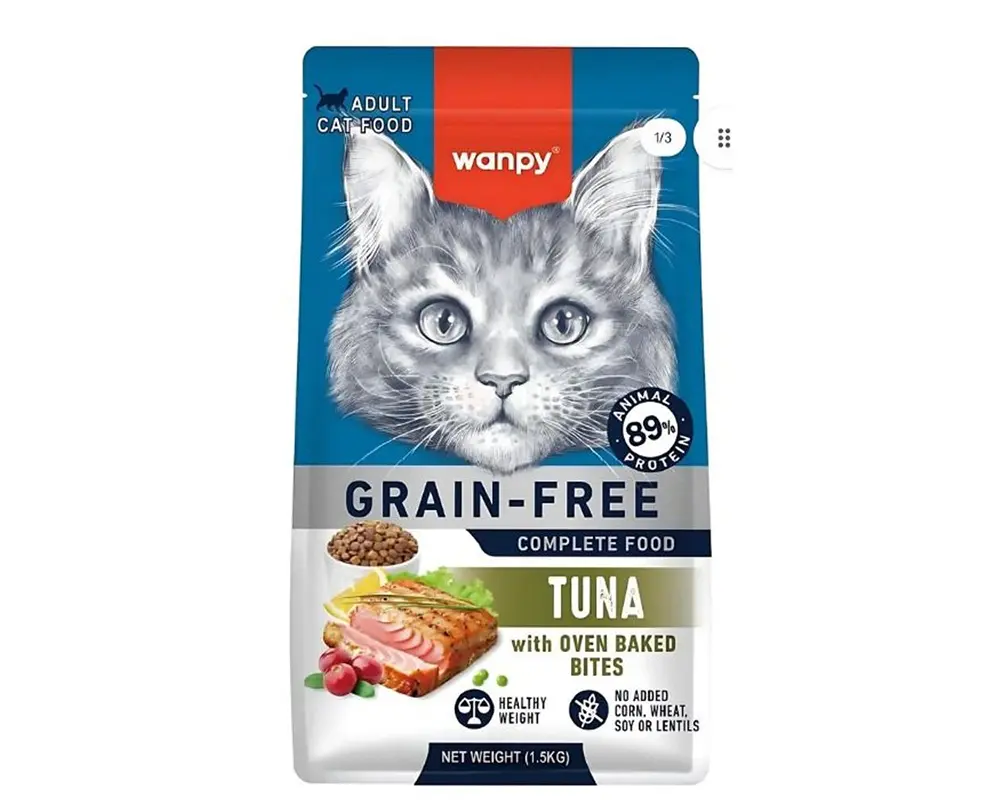 ADULT
CAT FOOD
wanpy®
1/3
ANIMAL
89%
PROTEIN
GRAIN-FREE
COMPLETE FOOD
TUNA
with OVEN BAKED
BITES
HEALTHY
WEIGHT
NO ADDED
CORN, WHEAT,
SOY OR LENTILS
NET WEIGHT (1.5KG)